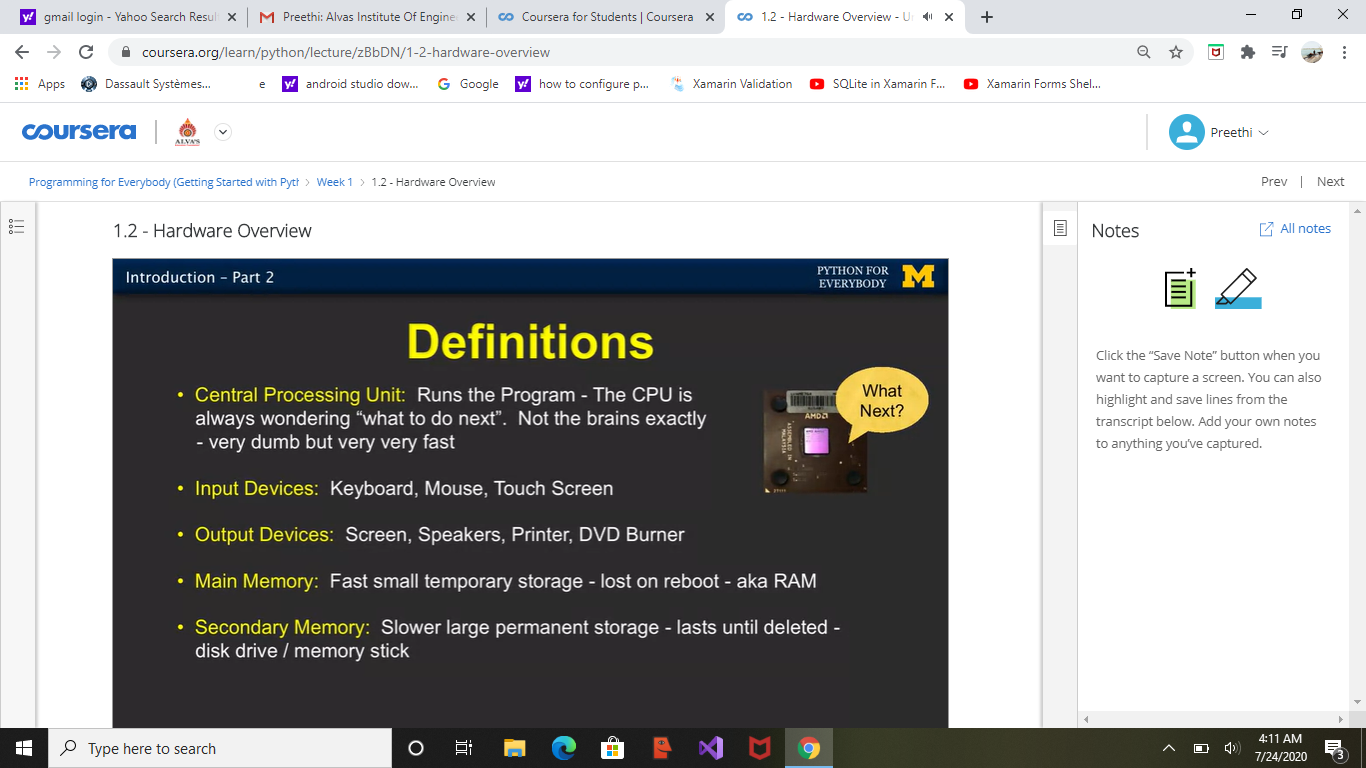 gmail login - Yahoo Search Resul
Preethi: Alvas Institute Of Engine
Coursera for Students | Coursera
1.2 - Hardware Overview - Un
coursera.org/learn/python/lecture/zBbDN/1-2-hardware-overview
Apps
Dassault Systèmes...
e
android studio dow...
Google
how to configure p...
Xamarin Validation
SQLite in Xamarin F...
Xamarin Forms Shel...
coursera
ALVA'S
Preethi
Programming for Everybody (Getting Started with Pyth > Week 1 > 1.2 - Hardware Overview
Prev | Next
1.2 - Hardware Overview
Introduction – Part 2
PYTHON FOR
EVERYBODY
M
Definitions
• Central Processing Unit: Runs the Program - The CPU is
always wondering “what to do next”. Not the brains exactly
- very dumb but very very fast
What
Next?
AMD
ASSEMBLED IN
MALAYSIA
• Input Devices: Keyboard, Mouse, Touch Screen
• Output Devices: Screen, Speakers, Printer, DVD Burner
• Main Memory: Fast small temporary storage - lost on reboot - aka RAM
• Secondary Memory: Slower large permanent storage - lasts until deleted -
disk drive / memory stick
Notes
All notes
Click the “Save Note” button when you
want to capture a screen. You can also
highlight and save lines from the
transcript below. Add your own notes
to anything you’ve captured.
Type here to search
4:11 AM
7/24/2020
3